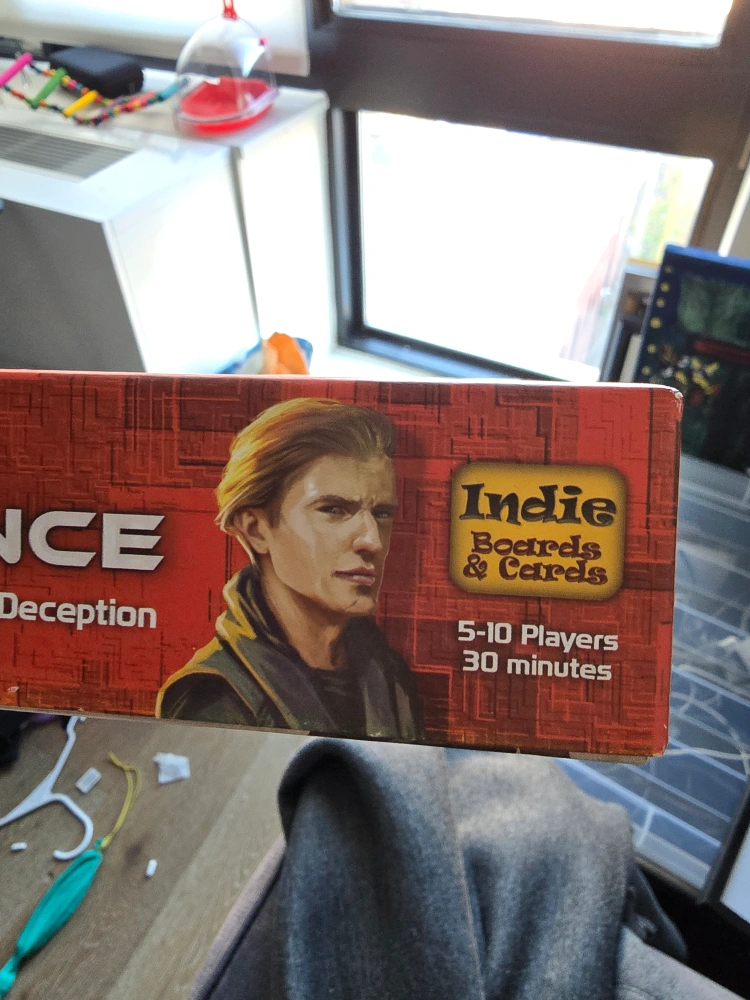 NCE
Deception
Indie
Boards
& Cards
5-10 Players
30 minutes